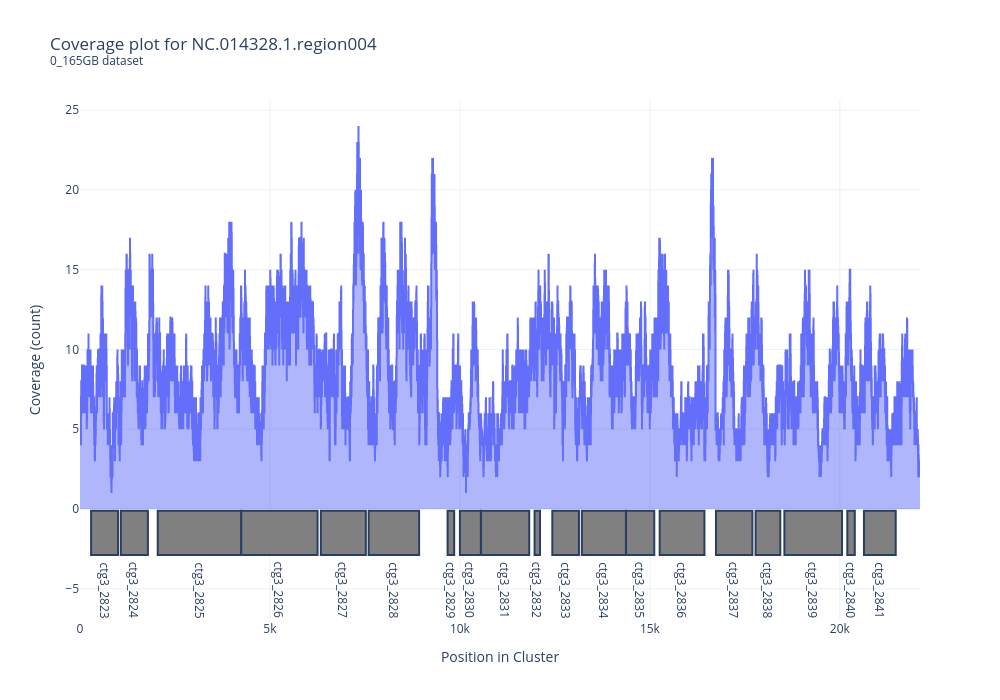 Coverage plot for NC.014328.1.region004
0_165GB dataset
25
20
15
10
5
0
−5
Coverage (count)
ctg3_2823
ctg3_2824
ctg3_2825
ctg3_2826
ctg3_2827
ctg3_2828
ctg3_2829
ctg3_2830
ctg3_2831
ctg3_2832
ctg3_2833
ctg3_2834
ctg3_2835
ctg3_2836
ctg3_2837
ctg3_2838
ctg3_2839
ctg3_2840
ctg3_2841
0
5k
10k
15k
20k
Position in Cluster